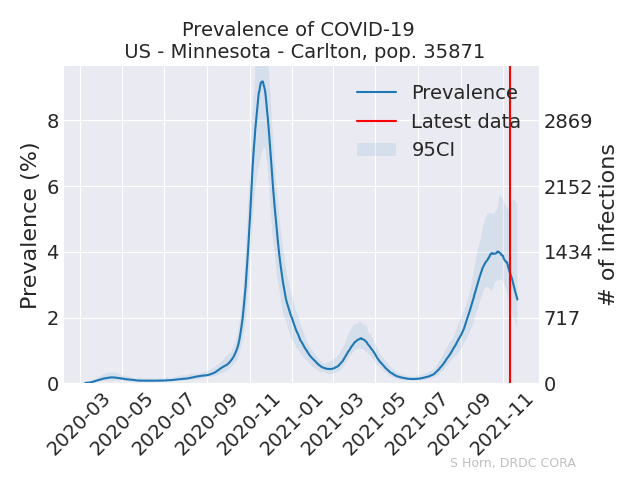 Prevalence of COVID-19
US - Minnesota - Carlton, pop. 35871
Prevalence
Latest data
95CI
Prevalence (%)
8
6
4
2
0
2869
2152
1434
717
0
# of infections
2020-03
2020-05
2020-07
2020-09
2020-11
2021-01
2021-03
2021-05
2021-07
2021-09
2021-11
S Horn, DRDC CORA